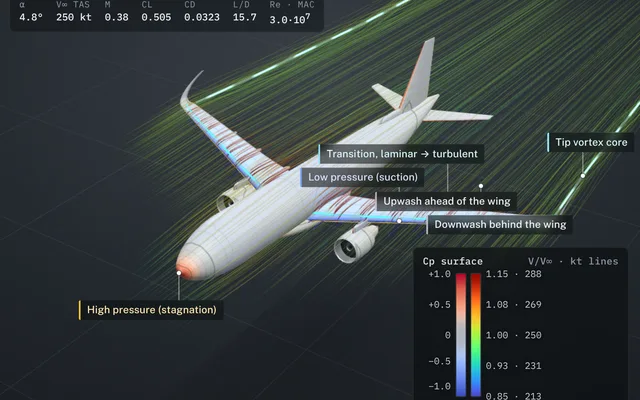 α V∞ TAS M CL CD L/D Re · MAC
4.8° 250 kt 0.38 0.505 0.0323 15.7 3.0·10⁷
Tip vortex core
Transition, laminar → turbulent
Low pressure (suction)
Upwash ahead of the wing
Downwash behind the wing
High pressure (stagnation)
Cp surface V/V∞ · kt lines
+1.0 1.15 · 288
+0.5 1.08 · 269
0 1.00 · 250
−0.5 0.93 · 231
−1.0 0.85 · 213